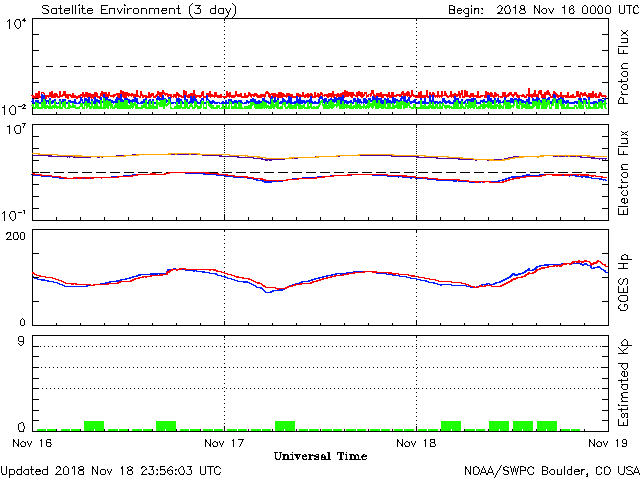 Satellite Environment (3 day)
Begin: 2018 Nov 16 0000 UTC
10^4
10^-2
Proton Flux
10^7
10^-1
Electron Flux
200
0
GOES Hp
9
0
Estimated Kp
Nov 16 Nov 17 Nov 18 Nov 19
Universal Time
Updated 2018 Nov 18 23:56:03 UTC
NOAA/SWPC Boulder, CO USA